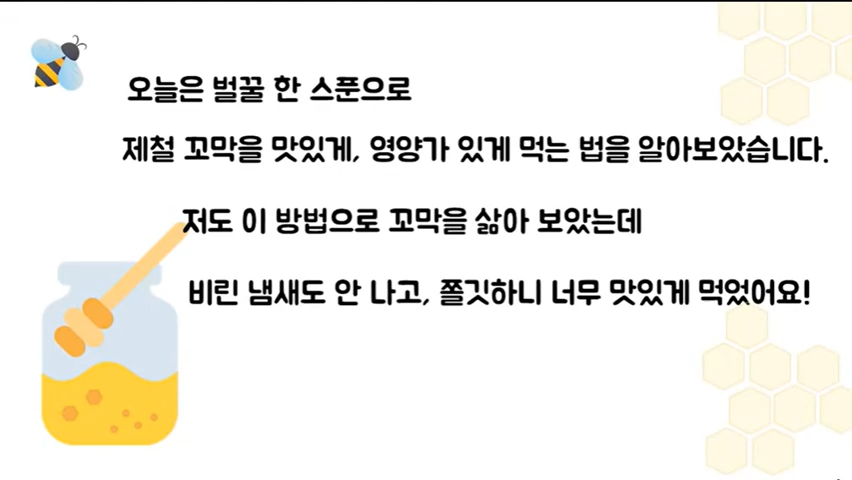 오늘은 벌꿀 한 스푼으로
제철 꼬막을 맛있게, 영양가 있게 먹는 법을 알아보았습니다.
저도 이 방법으로 꼬막을 삶아 보았는데
비린 냄새도 안 나고, 쫄깃하니 너무 맛있게 먹었어요!